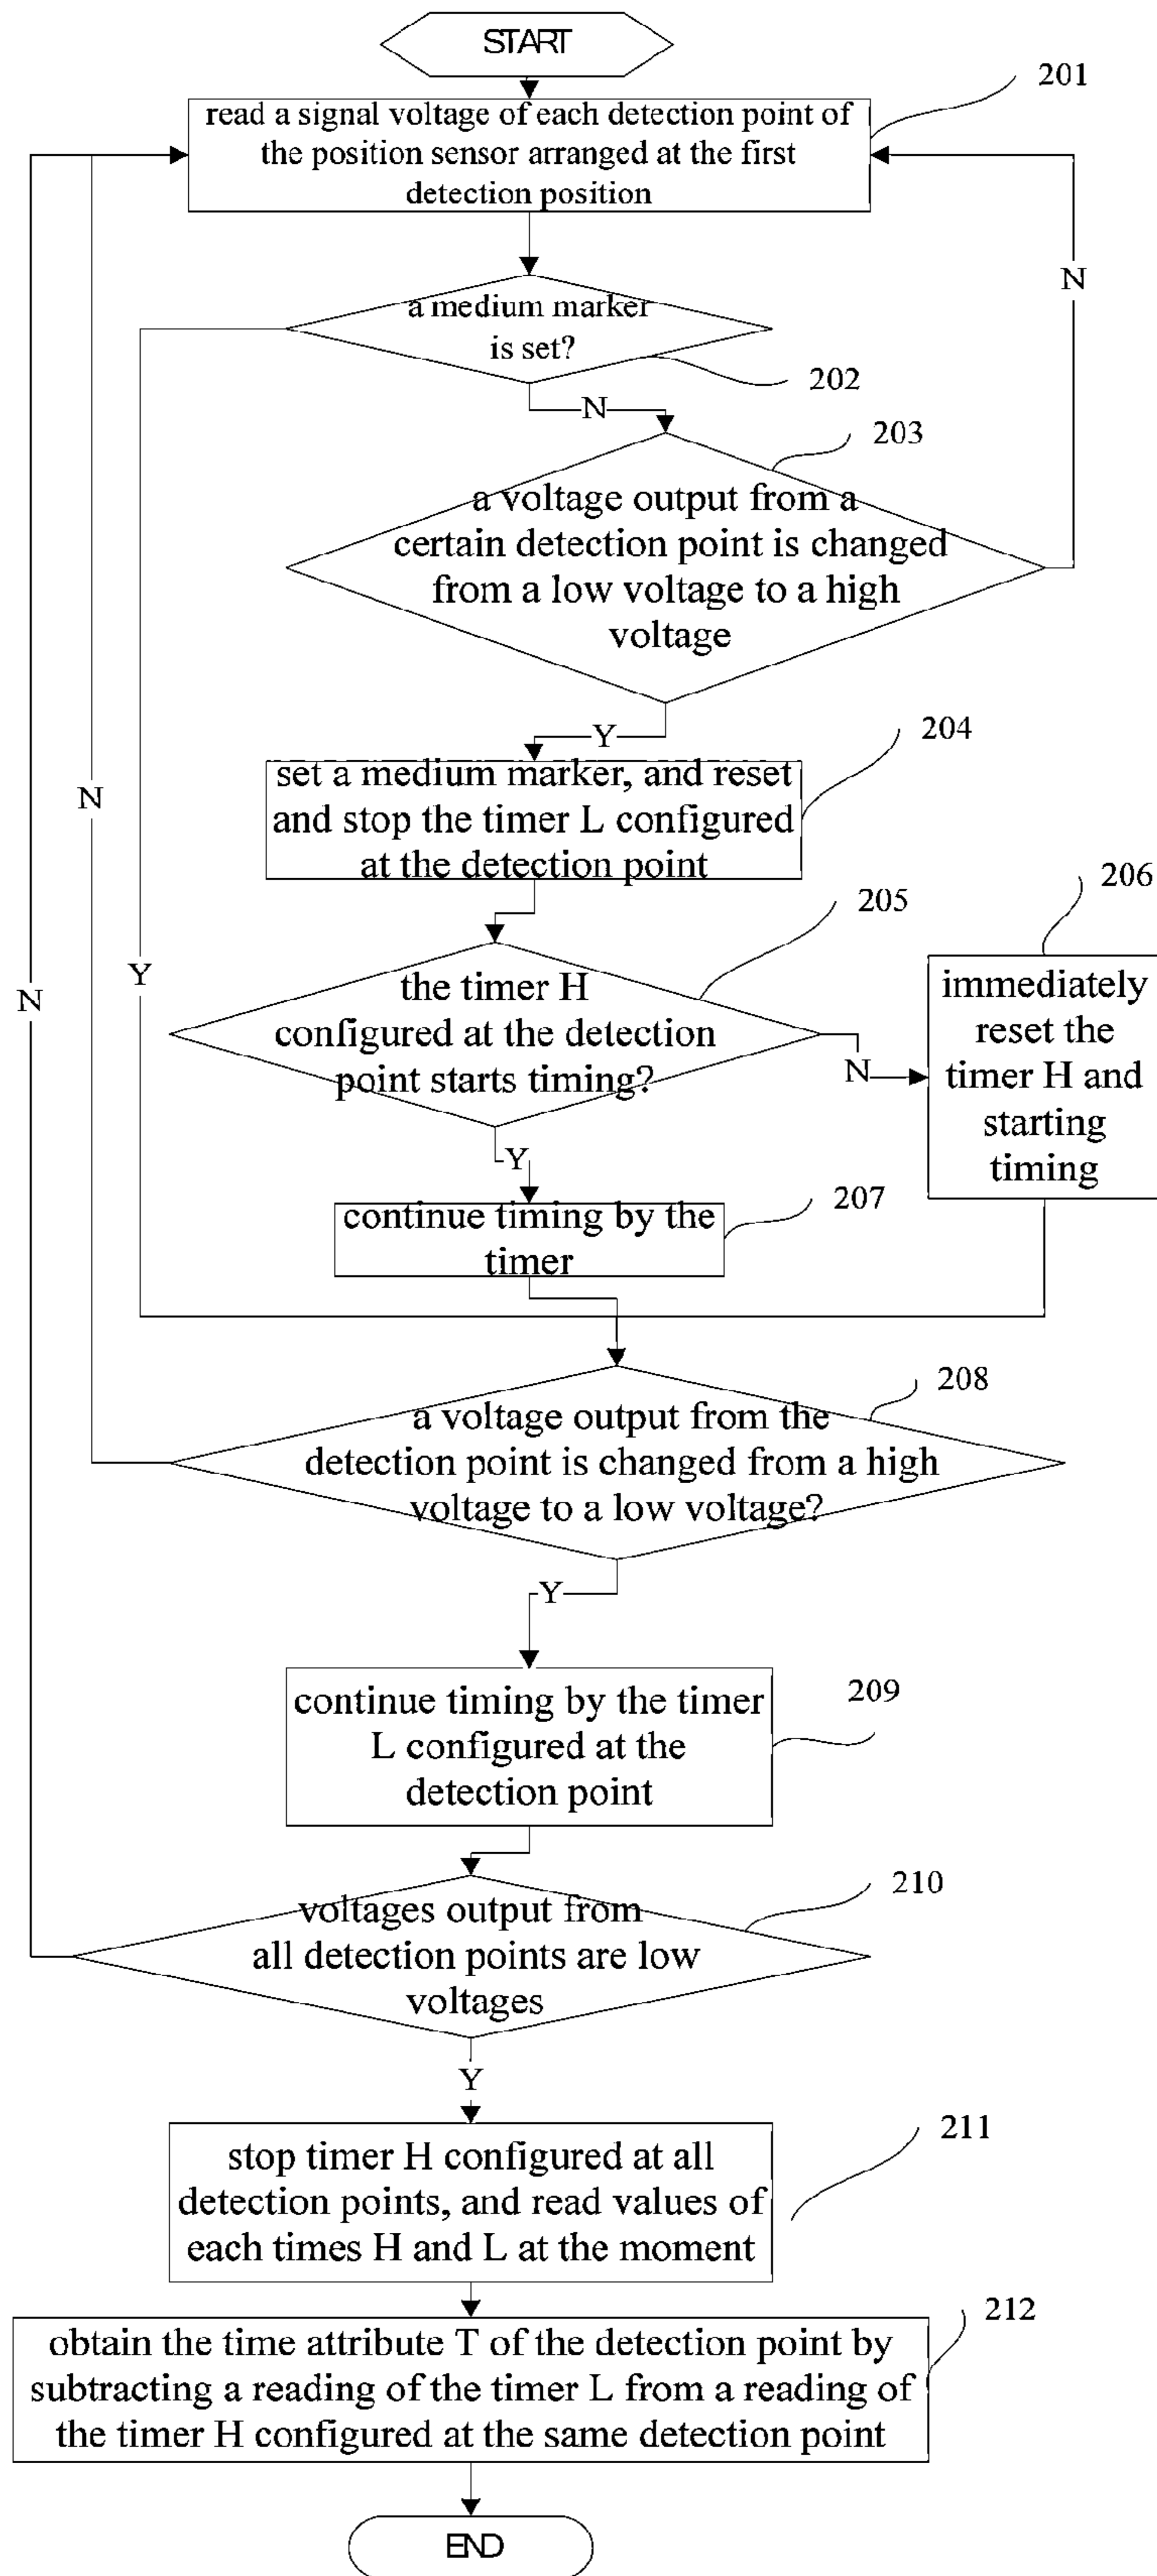 START
201
read a signal voltage of each detection point of
the position sensor arranged at the first
detection position
N
a medium marker
is set?
202
N
203
a voltage output from a
certain detection point is changed
from a low voltage to a high
voltage
Y
204
set a medium marker, and reset
and stop the timer L configured
at the detection point
N
205
206
the timer H
configured at the detection
point starts timing?
N
immediately
reset the
timer H and
starting
timing
Y
N
Y
207
continue timing by the
timer
208
a voltage output from the
detection point is changed from a high
voltage to a low voltage?
Y
209
continue timing by the timer
L configured at the
detection point
210
voltages output from
all detection points are low
voltages
Y
211
stop timer H configured at all
detection points, and read values of
each times H and L at the moment
212
obtain the time attribute T of the detection point by
subtracting a reading of the timer L from a reading of
the timer H configured at the same detection point
END